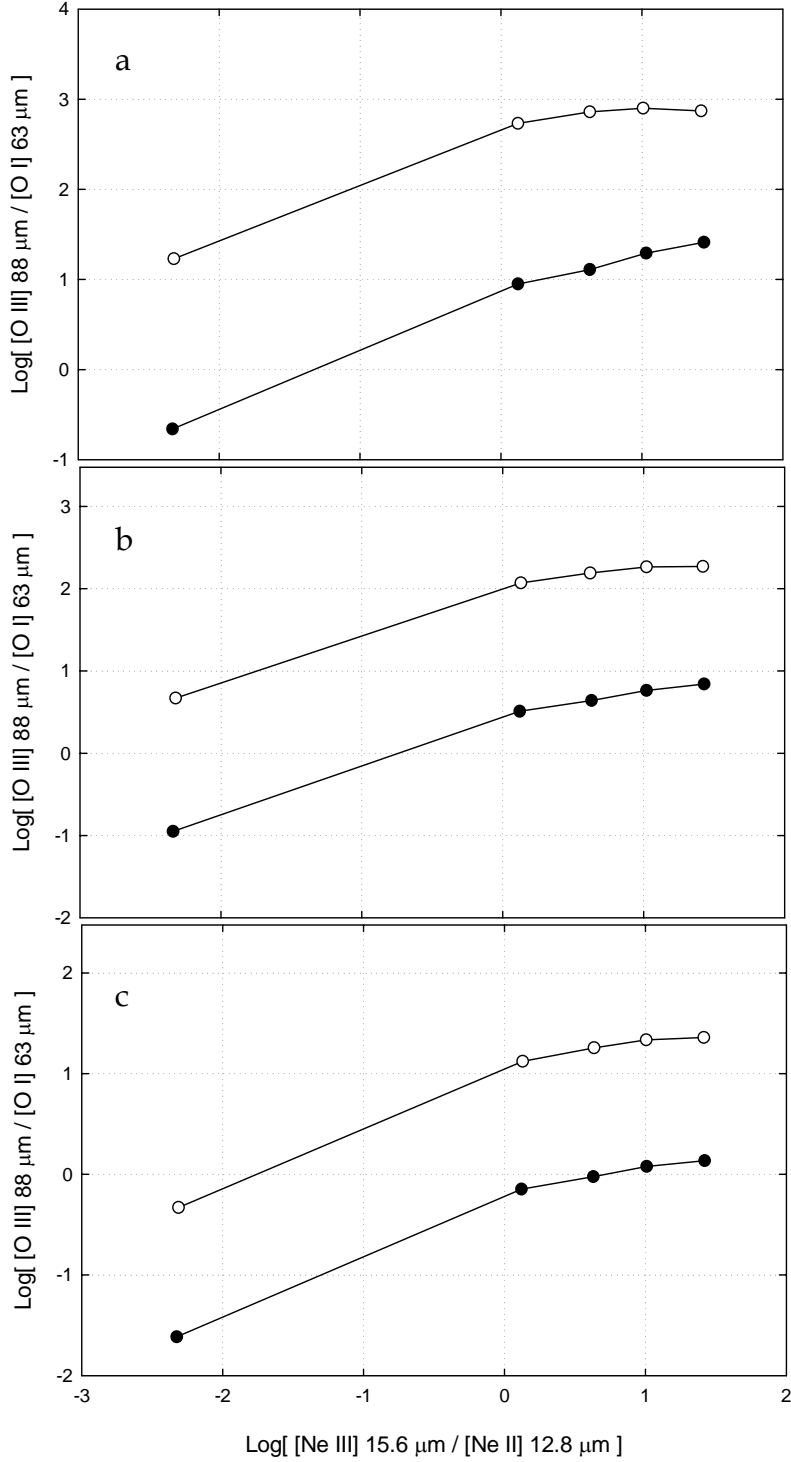 4
a
3
2
1
0
-1
Log[ [O III] 88 μm / [O I] 63 μm ]
3
b
2
1
0
-1
-2
Log[ [O III] 88 μm / [O I] 63 μm ]
2
c
1
0
-1
-2
Log[ [O III] 88 μm / [O I] 63 μm ]
-3 -2 -1 0 1 2
Log[ [Ne III] 15.6 μm / [Ne II] 12.8 μm ]